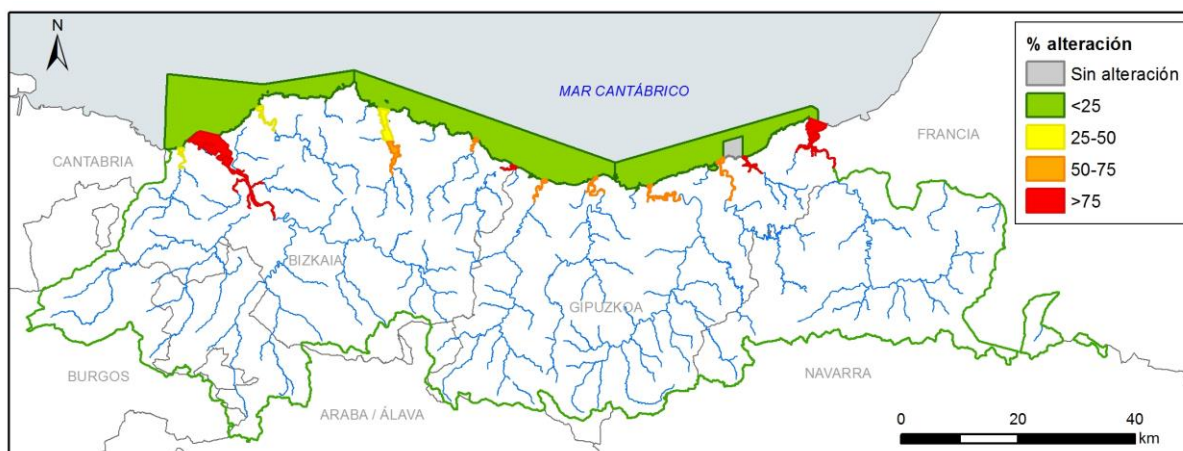 N
MAR CANTÁBRICO
FRANCIA
CANTABRIA
BIZKAIA
GIPUZKOA
BURGOS
ARABA / ÁLAVA
NAVARRA
% alteración
Sin alteración
<25
25-50
50-75
>75
0 20 40
km